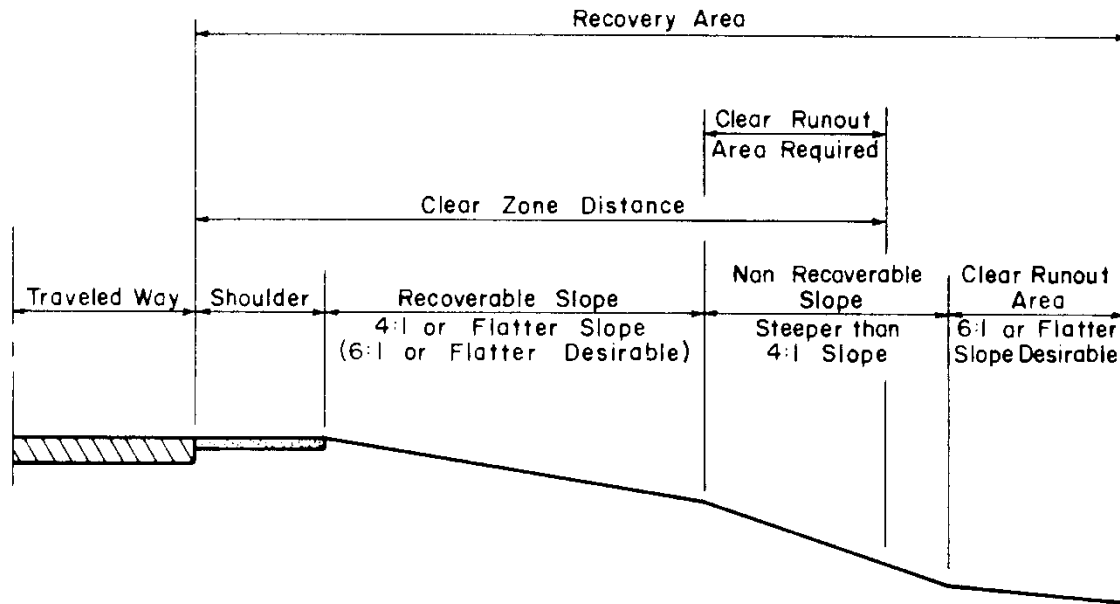 Recovery Area
Clear Runout
Area Required
Clear Zone Distance
Traveled Way
Shoulder
Recoverable Slope
4:1 or Flatter Slope
(6:1 or Flatter Desirable)
Non Recoverable
Slope
Steeper than
4:1 Slope
Clear Runout
Area
6:1 or Flatter
Slope Desirable